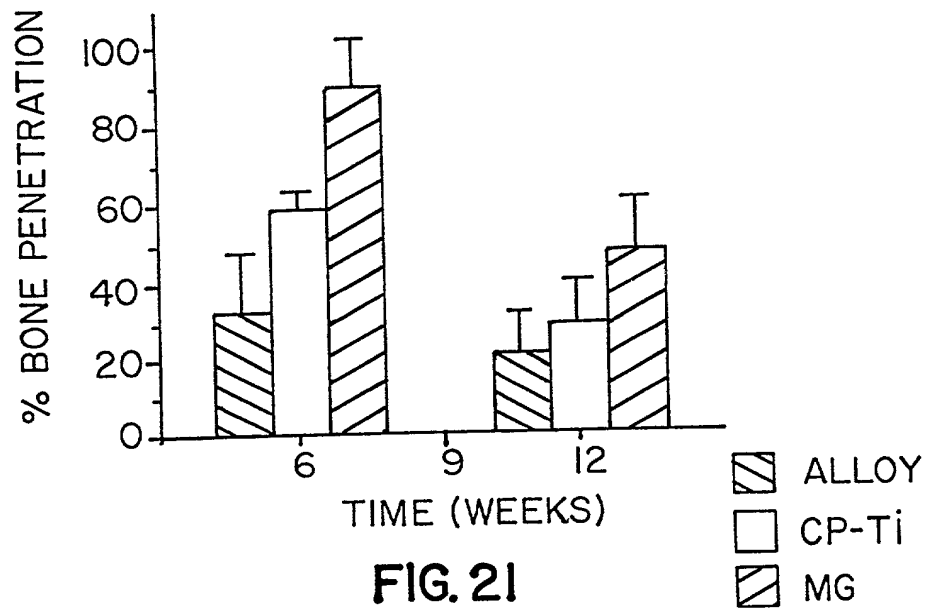 % BONE PENETRATION
100
80
60
40
20
0
6 9 12
TIME (WEEKS)
ALLOY
CP-Ti
MG
FIG. 21